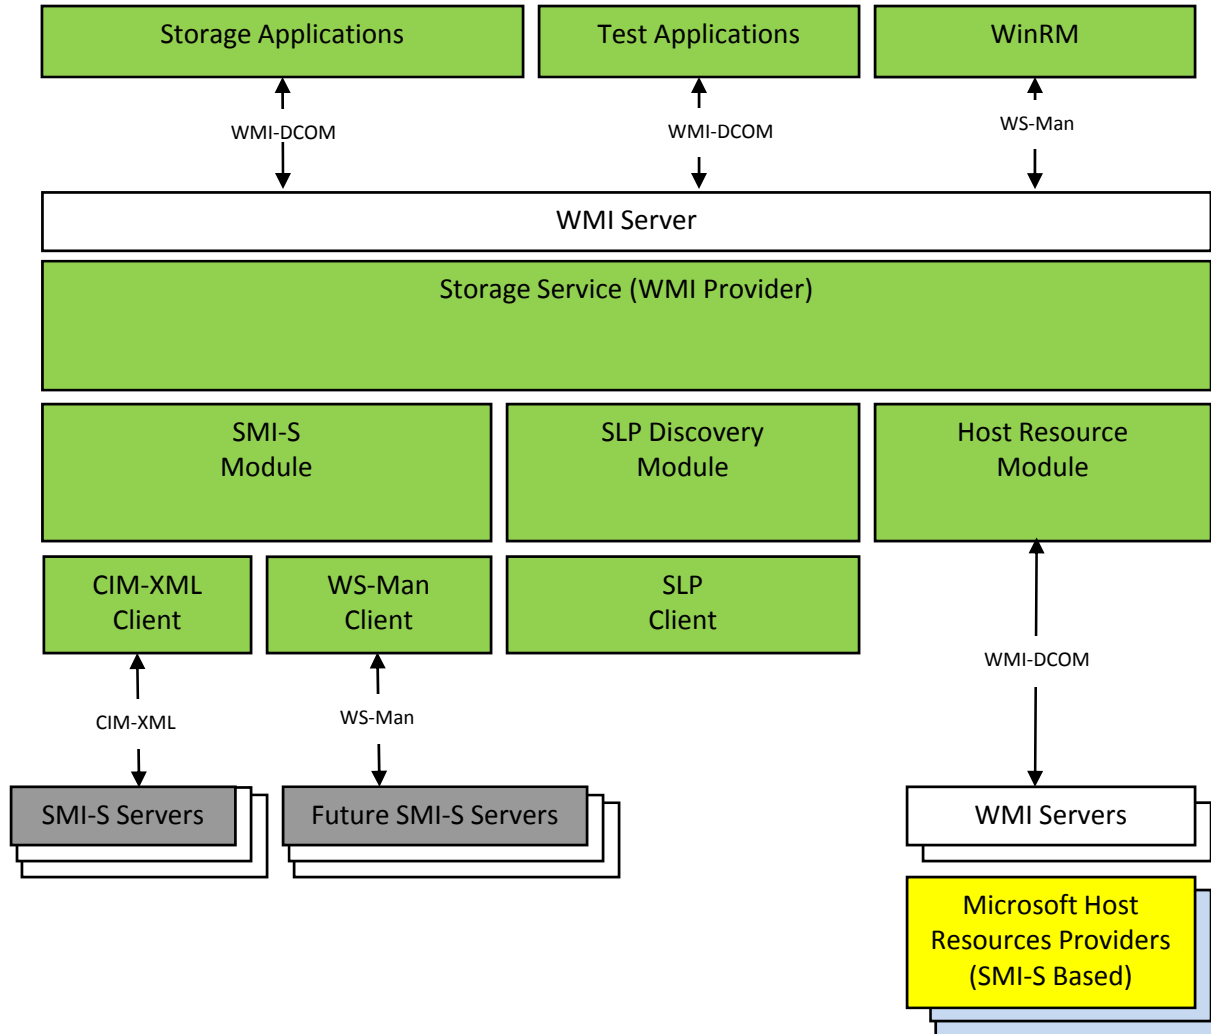 Storage Applications
Test Applications
WinRM
WMI-DCOM
WMI-DCOM
WS-Man
WMI Server
Storage Service (WMI Provider)
SMI-S
Module
SLP Discovery
Module
Host Resource
Module
CIM-XML
Client
WS-Man
Client
SLP
Client
WMI-DCOM
CIM-XML
WS-Man
SMI-S Servers
Future SMI-S Servers
WMI Servers
Microsoft Host
Resources Providers
(SMI-S Based)